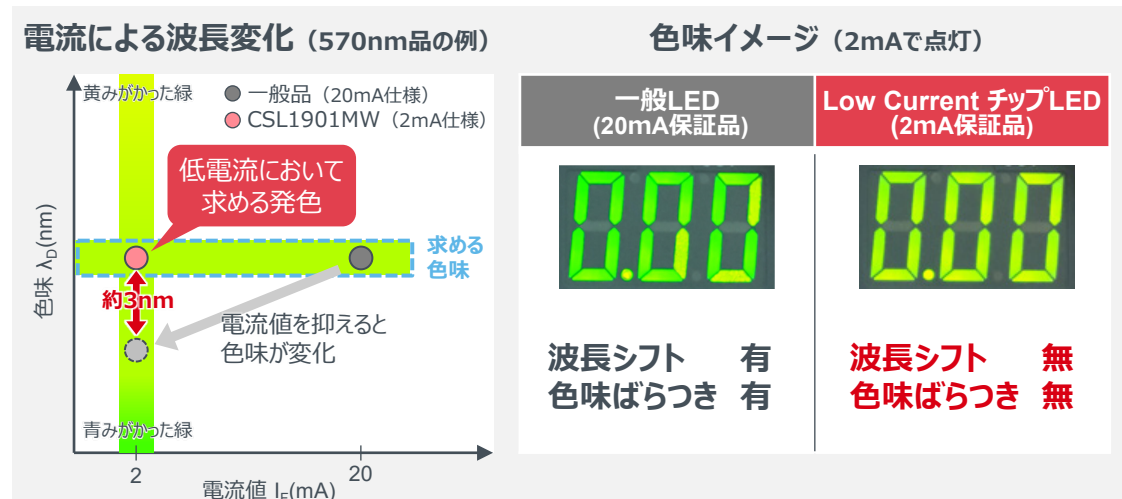 電流による波長変化（570nm品の例）
黄みがかった緑
一般品（20mA仕様）
CSL1901MW（2mA仕様）
低電流において
求める発色
求める
色味
約3nm
電流値を抑えると
色味が変化
青みがかった緑
色味 λD(nm)
2
20
電流値 IF(mA)
色味イメージ（2mAで点灯）
一般LED
(20mA保証品)
Low Current チップLED
(2mA保証品)
0.00
0.00
波長シフト 有
色味ばらつき 有
波長シフト 無
色味ばらつき 無